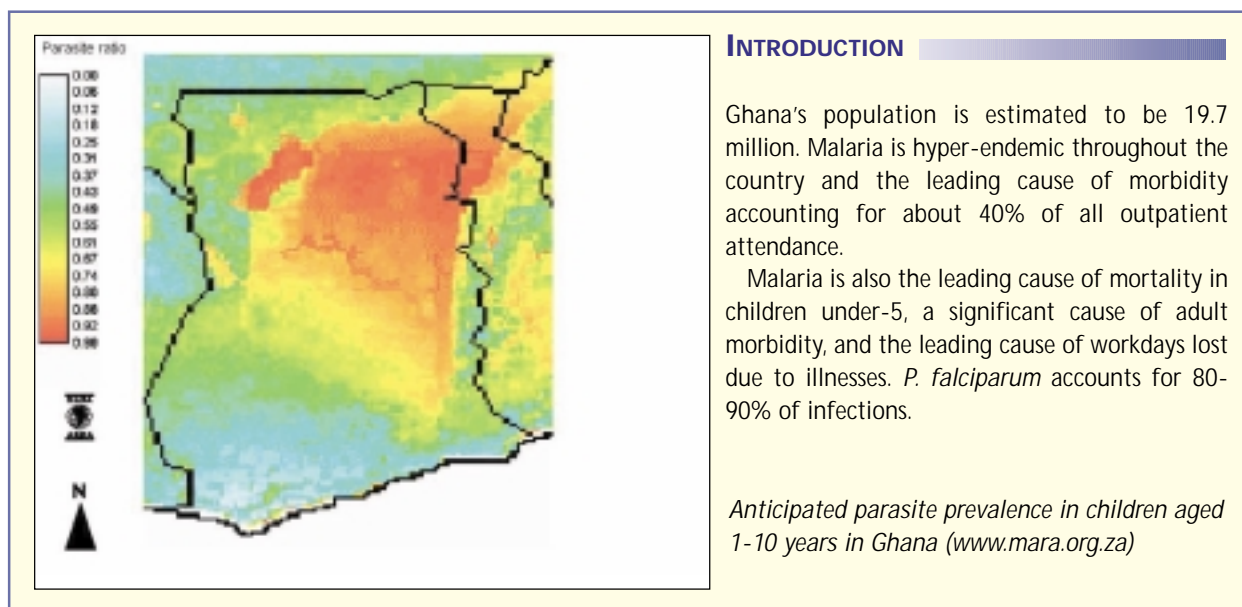 Parasite ratio
0.00
0.06
0.12
0.18
0.25
0.31
0.37
0.43
0.49
0.55
0.61
0.67
0.74
0.80
0.86
0.92
0.98
N
INTRODUCTION
Ghana's population is estimated to be 19.7
million. Malaria is hyper-endemic throughout the
country and the leading cause of morbidity
accounting for about 40% of all outpatient
attendance.
Malaria is also the leading cause of mortality in
children under-5, a significant cause of adult
morbidity, and the leading cause of workdays lost
due to illnesses. P. falciparum accounts for 80-
90% of infections.
Anticipated parasite prevalence in children aged
1-10 years in Ghana (www.mara.org.za)